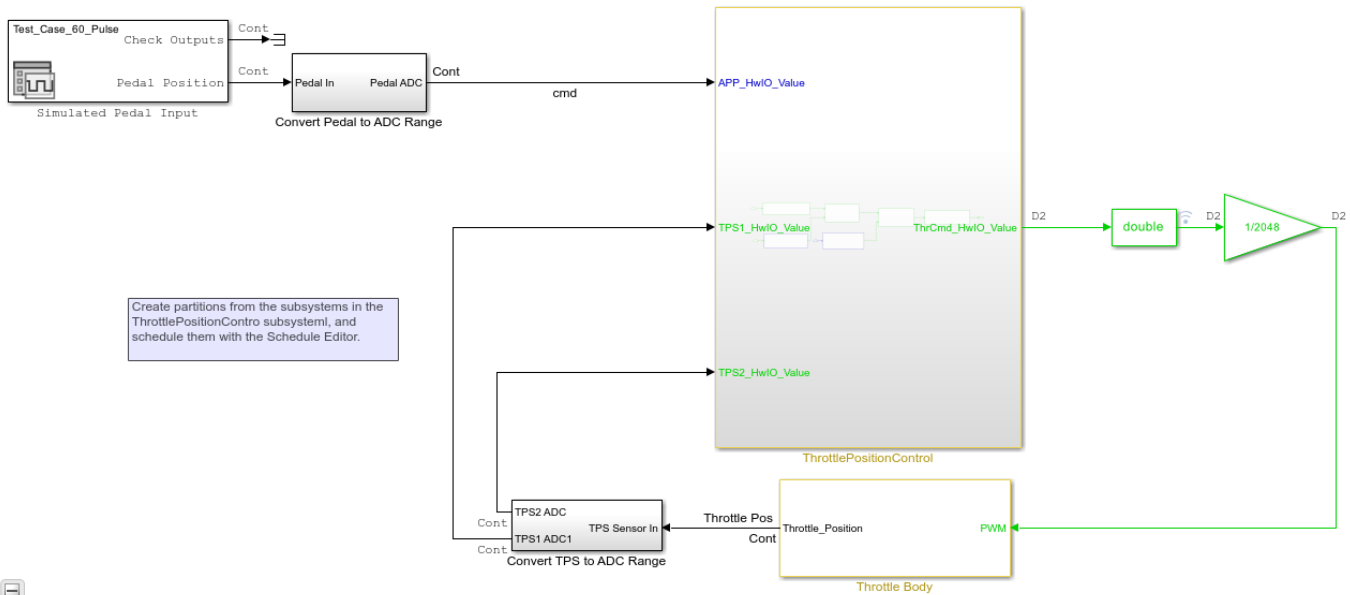 Test_Case_60_Pulse
Check Outputs
Cont
Pedal Position
Cont
Simulated Pedal Input
Pedal In
Pedal ADC
Cont
Convert Pedal to ADC Range
cmd
APP_HwIO_Value
TPS1_HwIO_Value
ThrCmd_HwIO_Value
TPS2_HwIO_Value
ThrottlePositionControl
D2
double
D2
1/2048
D2
Create partitions from the subsystems in the
ThrottlePositionContro subsysteml, and
schedule them with the Schedule Editor.
TPS2 ADC
Cont
TPS Sensor In
TPS1 ADC1
Cont
Convert TPS to ADC Range
Throttle Pos
Cont
Throttle_Position
PWM
Throttle Body